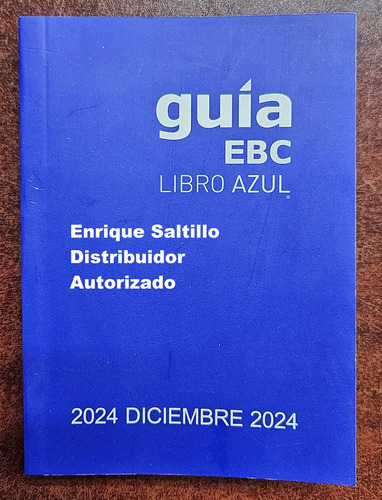 guía
EBC
LIBRO AZUL
Enrique Saltillo
Distribuidor
Autorizado
2024 DICIEMBRE 2024